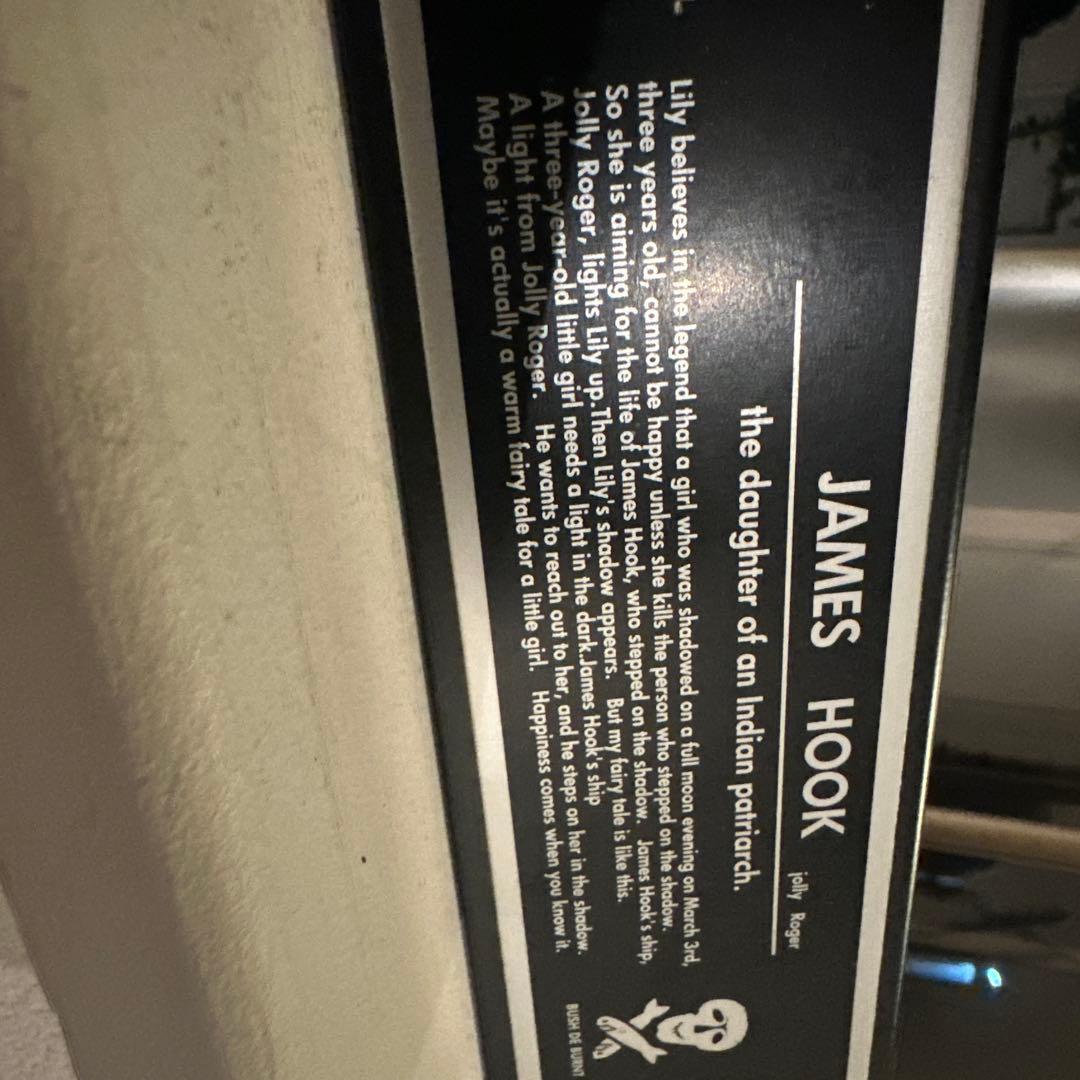 JAMES HOOK jolly Roger
the daughter of an Indian patriarch.
Lily believes in the legend that a girl who was shadowed on a full moon evening on March 3rd,
three years old, cannot be happy unless she kills the person who stepped on the shadow.
So she is aiming for the life of James Hook, who stepped on the shadow. James Hook's ship,
Jolly Roger, lights Lily up.Then Lily's shadow appears. But my fairy tale is like this.
A three-year-old little girl needs a light in the dark.James Hook's ship
A light from Jolly Roger. He wants to reach out to her, and he steps on her in the shadow.
Maybe it's actually a warm fairy tale for a little girl. Happiness comes when you know it.
BUSH DE BURN?